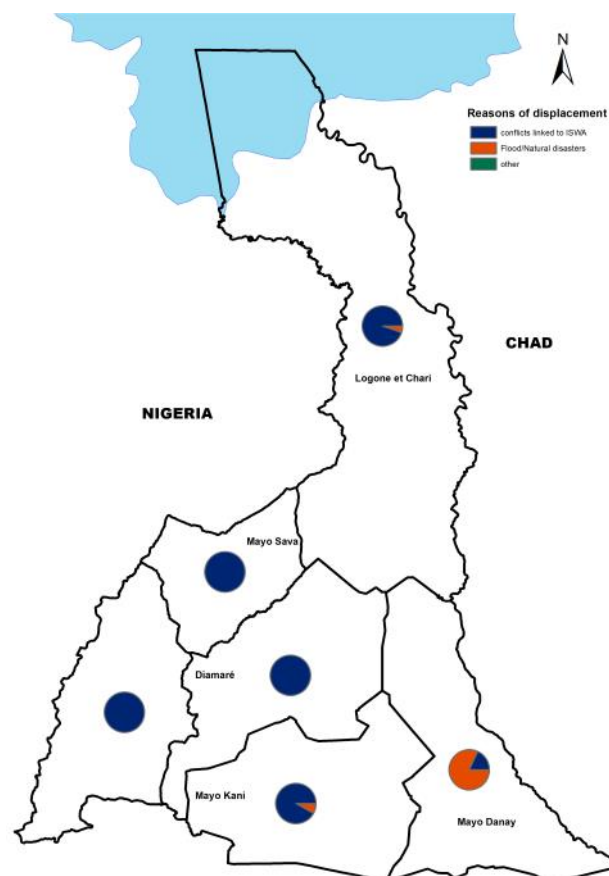 N
Reasons of displacement
conflicts linked to ISWA
Flood/Natural disasters
other
CHAD
Logone et Chari
NIGERIA
Mayo Sava
Diamaré
Mayo Kani
Mayo Danay